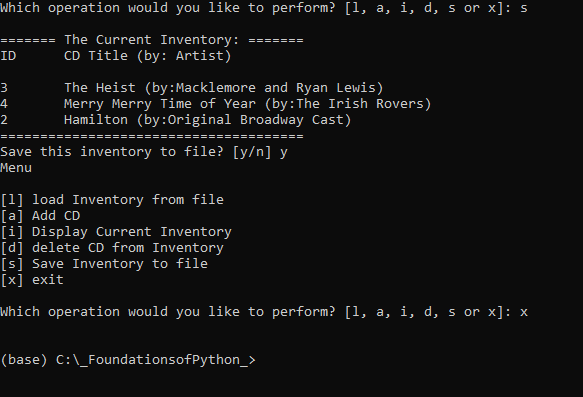 Which operation would you like to perform? [l, a, i, d, s or x]: s
======= The Current Inventory: =======
ID      CD Title (by: Artist)
3       The Heist (by:Macklemore and Ryan Lewis)
4       Merry Merry Time of Year (by:The Irish Rovers)
2       Hamilton (by:Original Broadway Cast)
======================================
Save this inventory to file? [y/n] y
Menu
[l] load Inventory from file
[a] Add CD
[i] Display Current Inventory
[d] delete CD from Inventory
[s] Save Inventory to file
[x] exit
Which operation would you like to perform? [l, a, i, d, s or x]: x
(base) C:\_FoundationsofPython_>